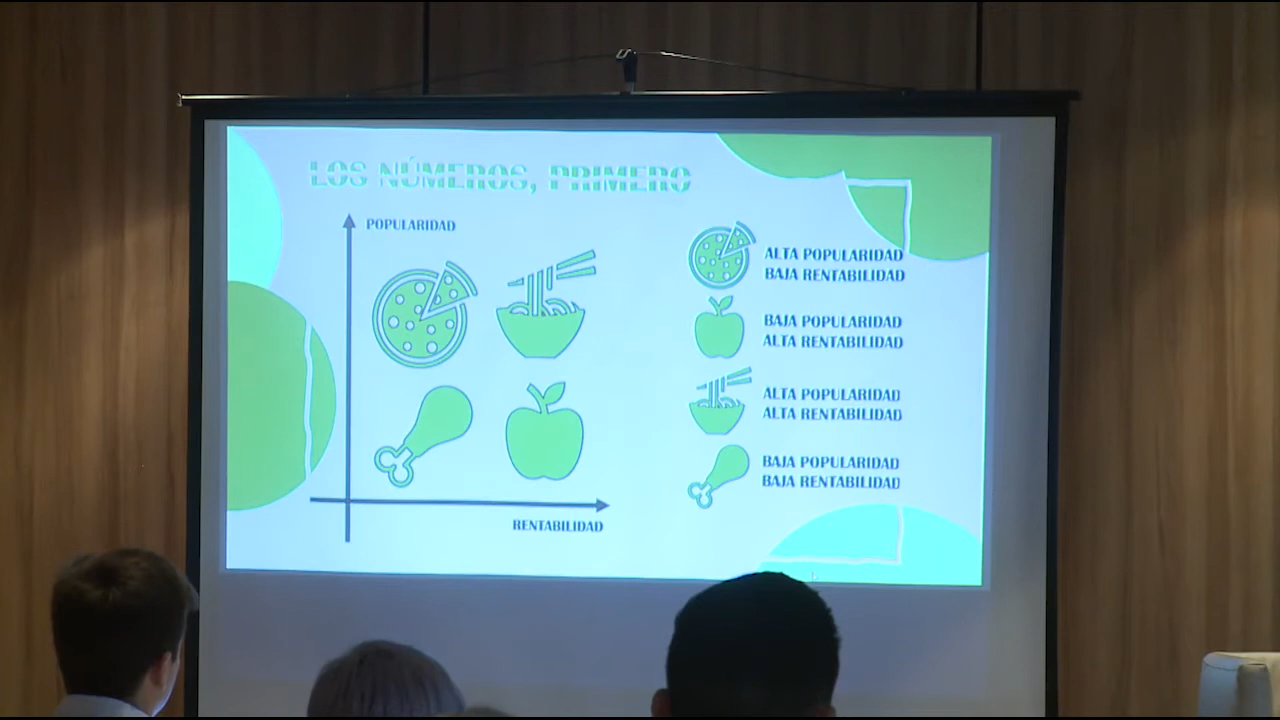 LOS NÚMEROS, PRIMERO
POPULARIDAD
RENTABILIDAD
ALTA POPULARIDAD
BAJA RENTABILIDAD
BAJA POPULARIDAD
ALTA RENTABILIDAD
ALTA POPULARIDAD
ALTA RENTABILIDAD
BAJA POPULARIDAD
BAJA RENTABILIDAD